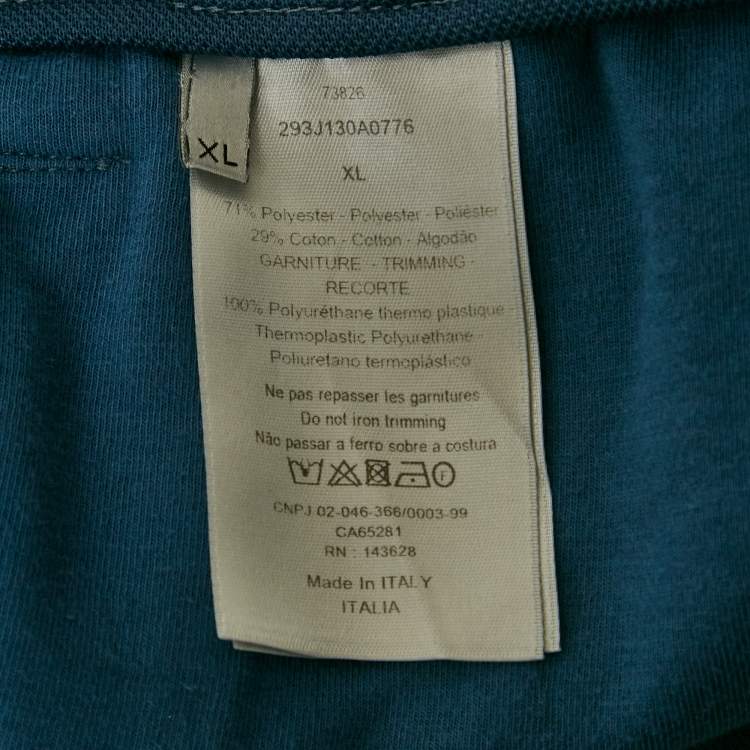 XL
73826
293J130A0776
XL
71% Polyester - Polyester - Poliéster
29% Coton - Cotton - Algodão
GARNITURE - TRIMMING -
RECORTE
100% Polyuréthane thermo plastique -
Thermoplastic Polyurethane -
Poliuretano termoplástico
Ne pas repasser les garnitures
Do not iron trimming
Não passar a ferro sobre a costura
F
CNPJ 02-046-366/0003-99
CA65281
RN : 143628
Made In ITALY
ITALIA